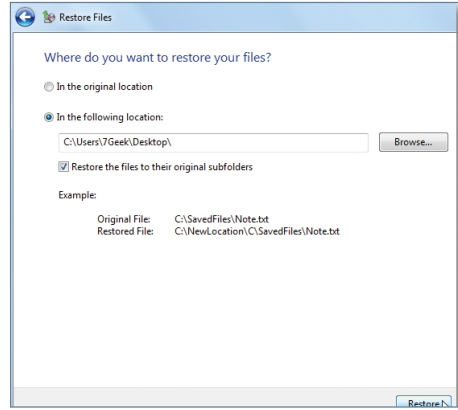 Restore Files
Where do you want to restore your files?
In the original location
In the following location:
C:\Users\7Geek\Desktop\
Browse...
Restore the files to their original subfolders
Example:
Original File: C:\SavedFiles\Note.txt
Restored File: C:\NewLocation\C\SavedFiles\Note.txt
Restore